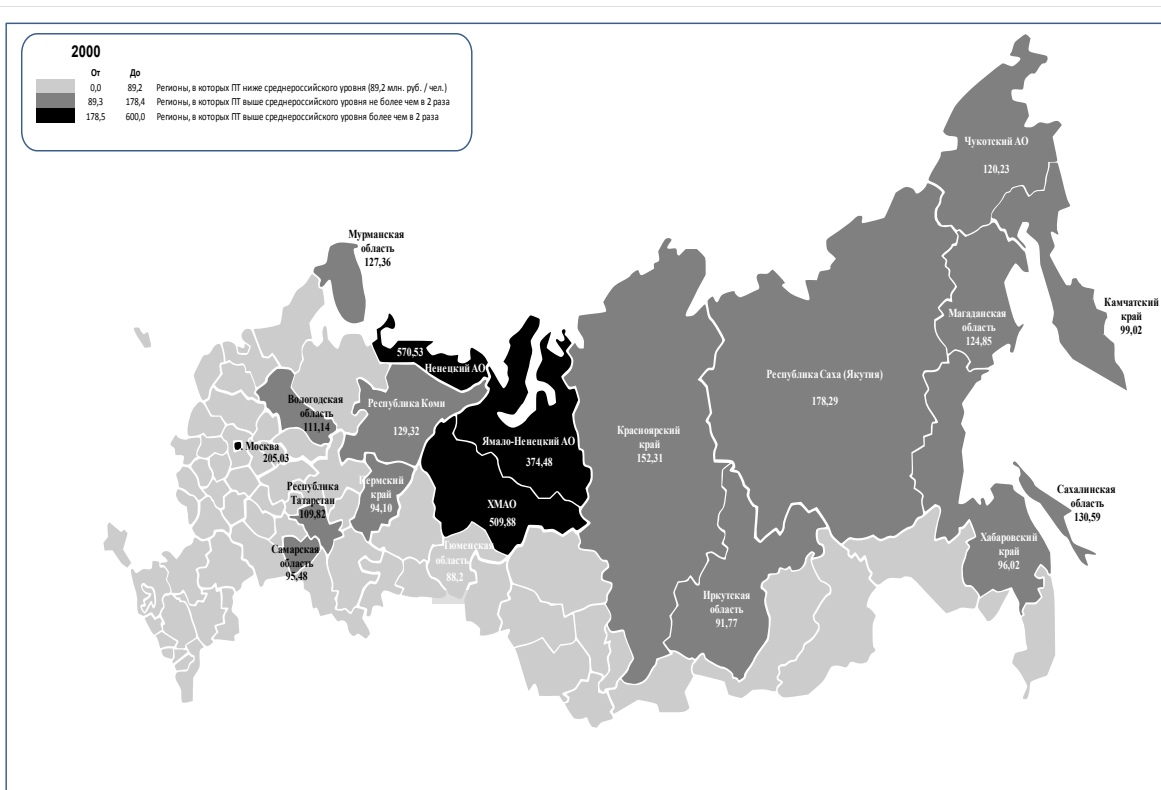 2000
От До
0,0 89,2 Регионы, в которых ПТ ниже среднероссийского уровня (89,2 млн. руб. / чел.)
89,3 178,4 Регионы, в которых ПТ выше среднероссийского уровня не более чем в 2 раза
178,5 600,0 Регионы, в которых ПТ выше среднероссийского уровня более чем в 2 раза
Чукотский АО
120,23
Мурманская
область
127,36
Камчатский
край
99,02
Магаданская
область
124,85
570,53
Ненецкий АО
Республика Саха (Якутия)
178,29
Вологодская
область
111,14
Республика Коми
129,32
Красноярский
край
152,31
Ямало-Ненецкий АО
374,48
. Москва
205,03
Республика
Татарстан
109,82
Пермский
край
94,10
ХМАО
509,88
Сахалинская
область
130,59
Хабаровский
край
96,02
Самарская
область
95,48
Тюменская
область
88,2
Иркутская
область
91,77